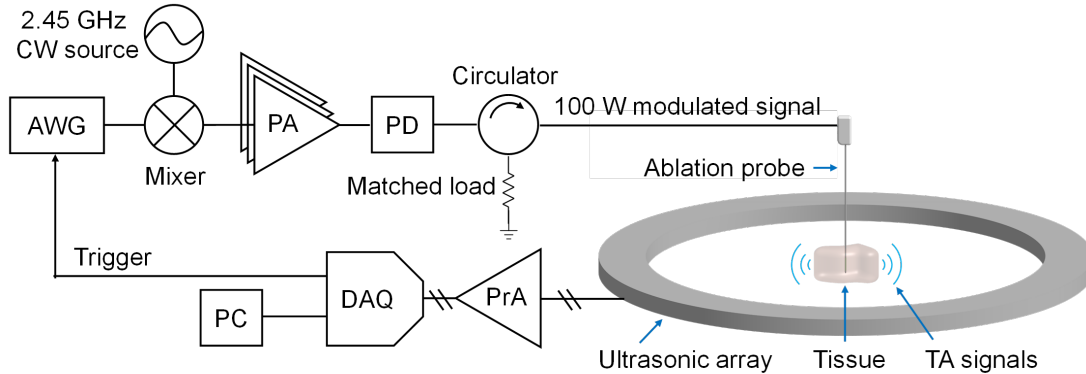 2.45 GHz
CW source
AWG
Mixer
PA
PD
Circulator
100 W modulated signal
Matched load
Ablation probe
Trigger
PC
DAQ
PrA
Ultrasonic array
Tissue
TA signals